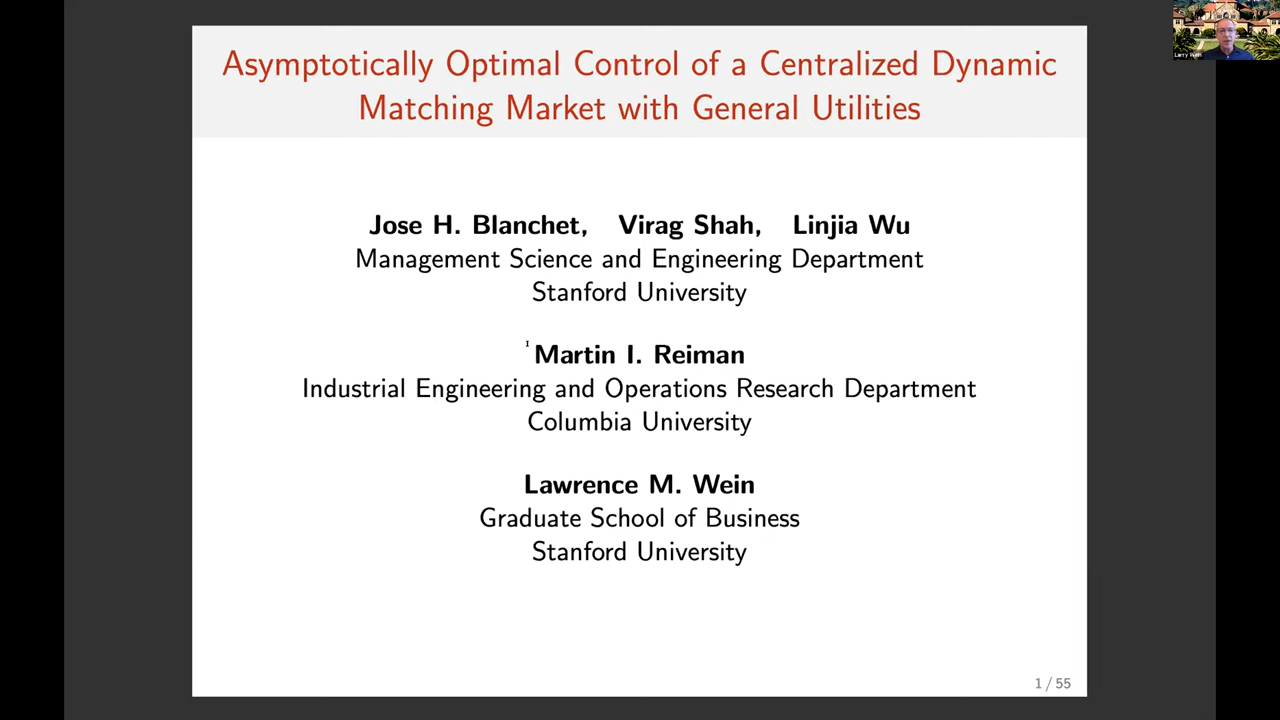 Asymptotically Optimal Control of a Centralized Dynamic
Matching Market with General Utilities
Jose H. Blanchet, Virag Shah, Linjia Wu
Management Science and Engineering Department
Stanford University
Martin I. Reiman
Industrial Engineering and Operations Research Department
Columbia University
Lawrence M. Wein
Graduate School of Business
Stanford University
1 / 55
Larry Wein